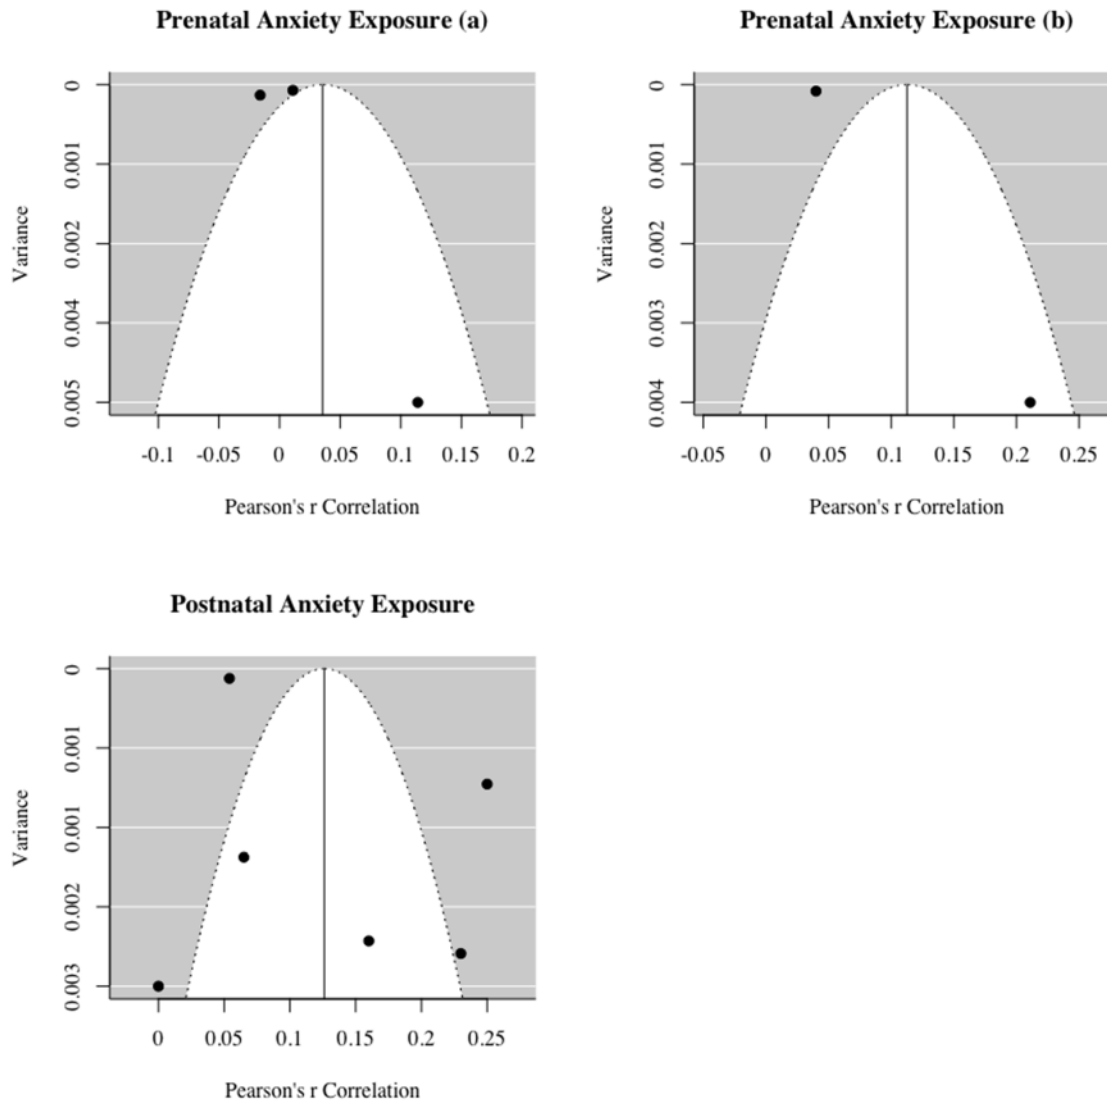 Prenatal Anxiety Exposure (a)
Variance
0
0.001
0.002
0.004
0.005
-0.1 -0.05 0 0.05 0.1 0.15 0.2
Pearson's r Correlation
Prenatal Anxiety Exposure (b)
Variance
0
0.001
0.002
0.003
0.004
-0.05 0 0.05 0.1 0.15 0.2 0.25
Pearson's r Correlation
Postnatal Anxiety Exposure
Variance
0
0.001
0.001
0.002
0.003
0 0.05 0.1 0.15 0.2 0.25
Pearson's r Correlation